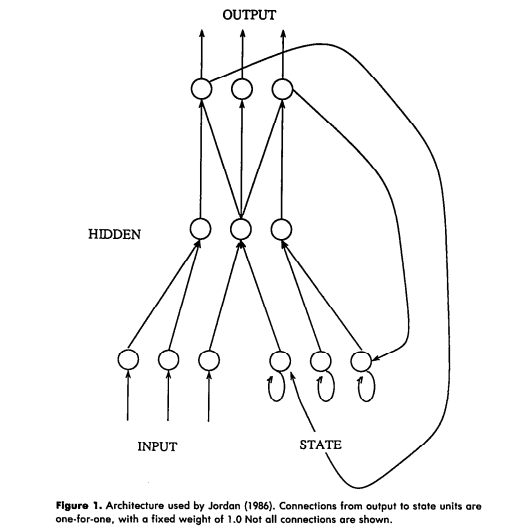 OUTPUT
HIDDEN
INPUT
STATE
Figure 1. Architecture used by Jordan (1986). Connections from output to state units are
one-for-one, with a fixed weight of 1.0 Not all connections are shown.